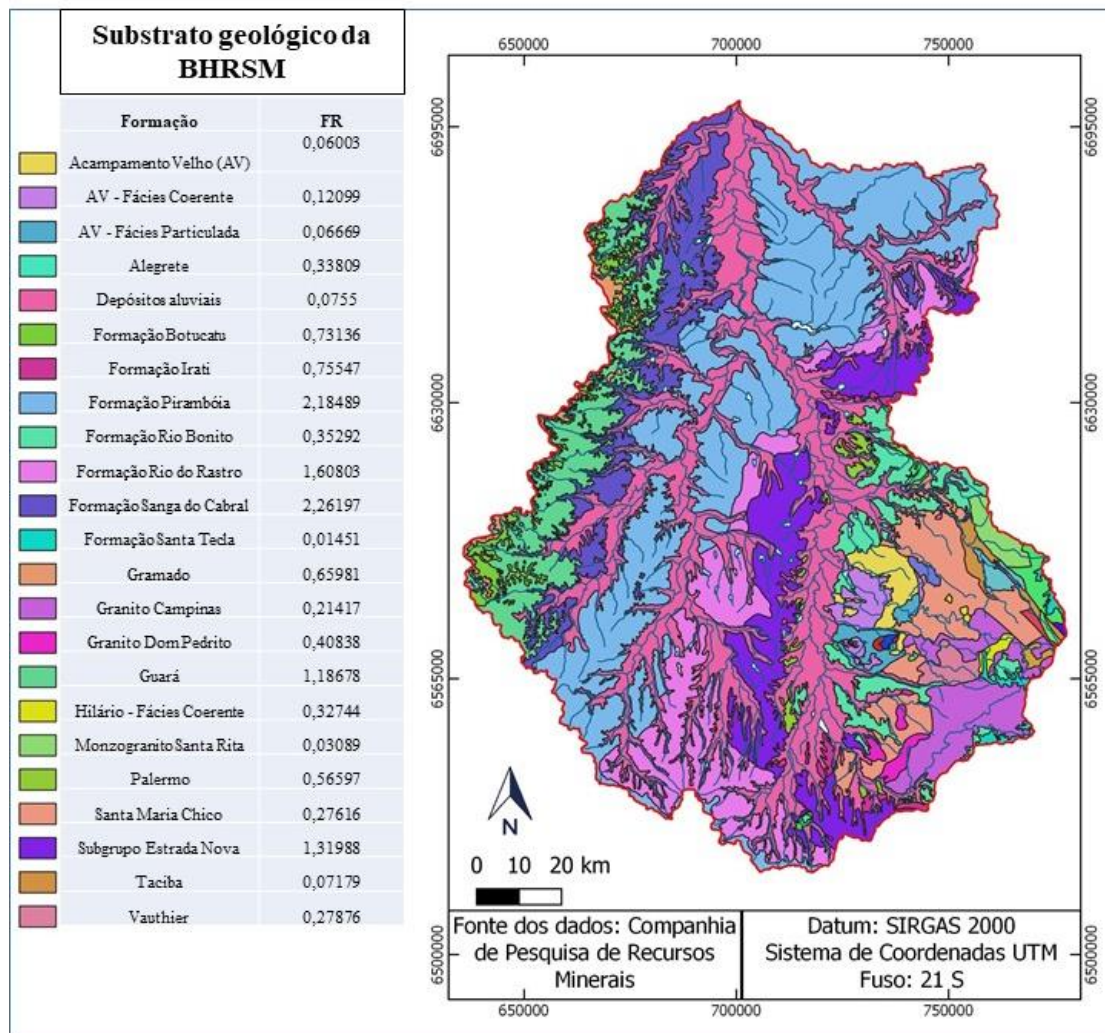 Substrato geológico da
BHRSM
Formação FR
Acampamento Velho (AV) 0,06003
AV - Fácies Coerente 0,12099
AV - Fácies Particulada 0,06669
Alegrete 0,33809
Depósitos aluviais 0,0755
Formação Botucatu 0,73136
Formação Irati 0,75547
Formação Pirambóia 2,18489
Formação Rio Bonito 0,35292
Formação Rio do Rastro 1,60803
Formação Sanga do Cabral 2,26197
Formação Santa Tecla 0,01451
Gramado 0,65981
Granito Campinas 0,21417
Granito Dom Pedrito 0,40838
Guará 1,18678
Hilário - Fácies Coerente 0,32744
Monzogranito Santa Rita 0,03089
Palermo 0,56597
Santa Maria Chico 0,27616
Subgrupo Estrada Nova 1,31988
Taciba 0,07179
Vauthier 0,27876
650000 700000 750000
6695000 6695000
6630000 6630000
6565000 6565000
6500000 6500000
N
0 10 20 km
Fonte dos dados: Companhia
de Pesquisa de Recursos
Minerais
Datum: SIRGAS 2000
Sistema de Coordenadas UTM
Fuso: 21 S
650000 700000 750000